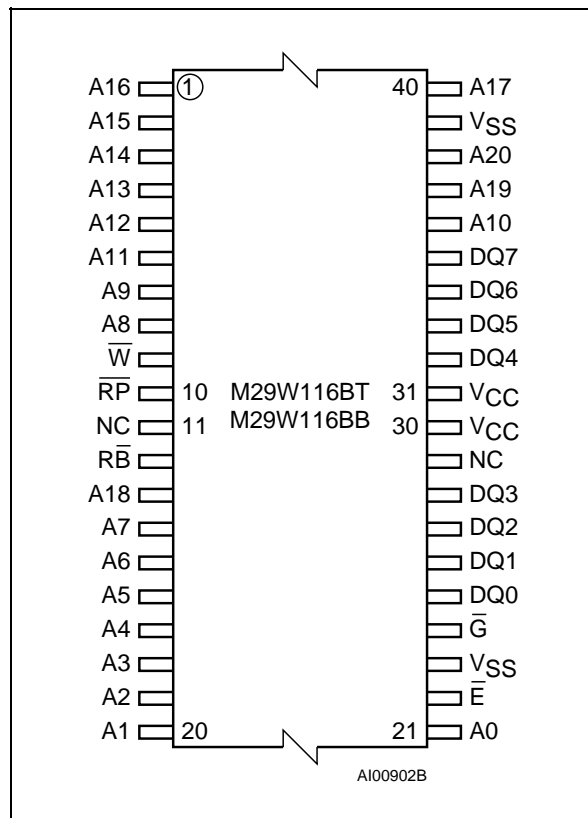 A16 ① 40 A17
A15 VSS
A14 A20
A13 A19
A12 A10
A11 DQ7
A9 DQ6
A8 DQ5
W̅ DQ4
R̅P̅ 10 M29W116BT 31 VCC
NC 11 M29W116BB 30 VCC
RB̅ NC
A18 DQ3
A7 DQ2
A6 DQ1
A5 DQ0
A4 G̅
A3 VSS
A2 E̅
A1 20 21 A0
AI00902B